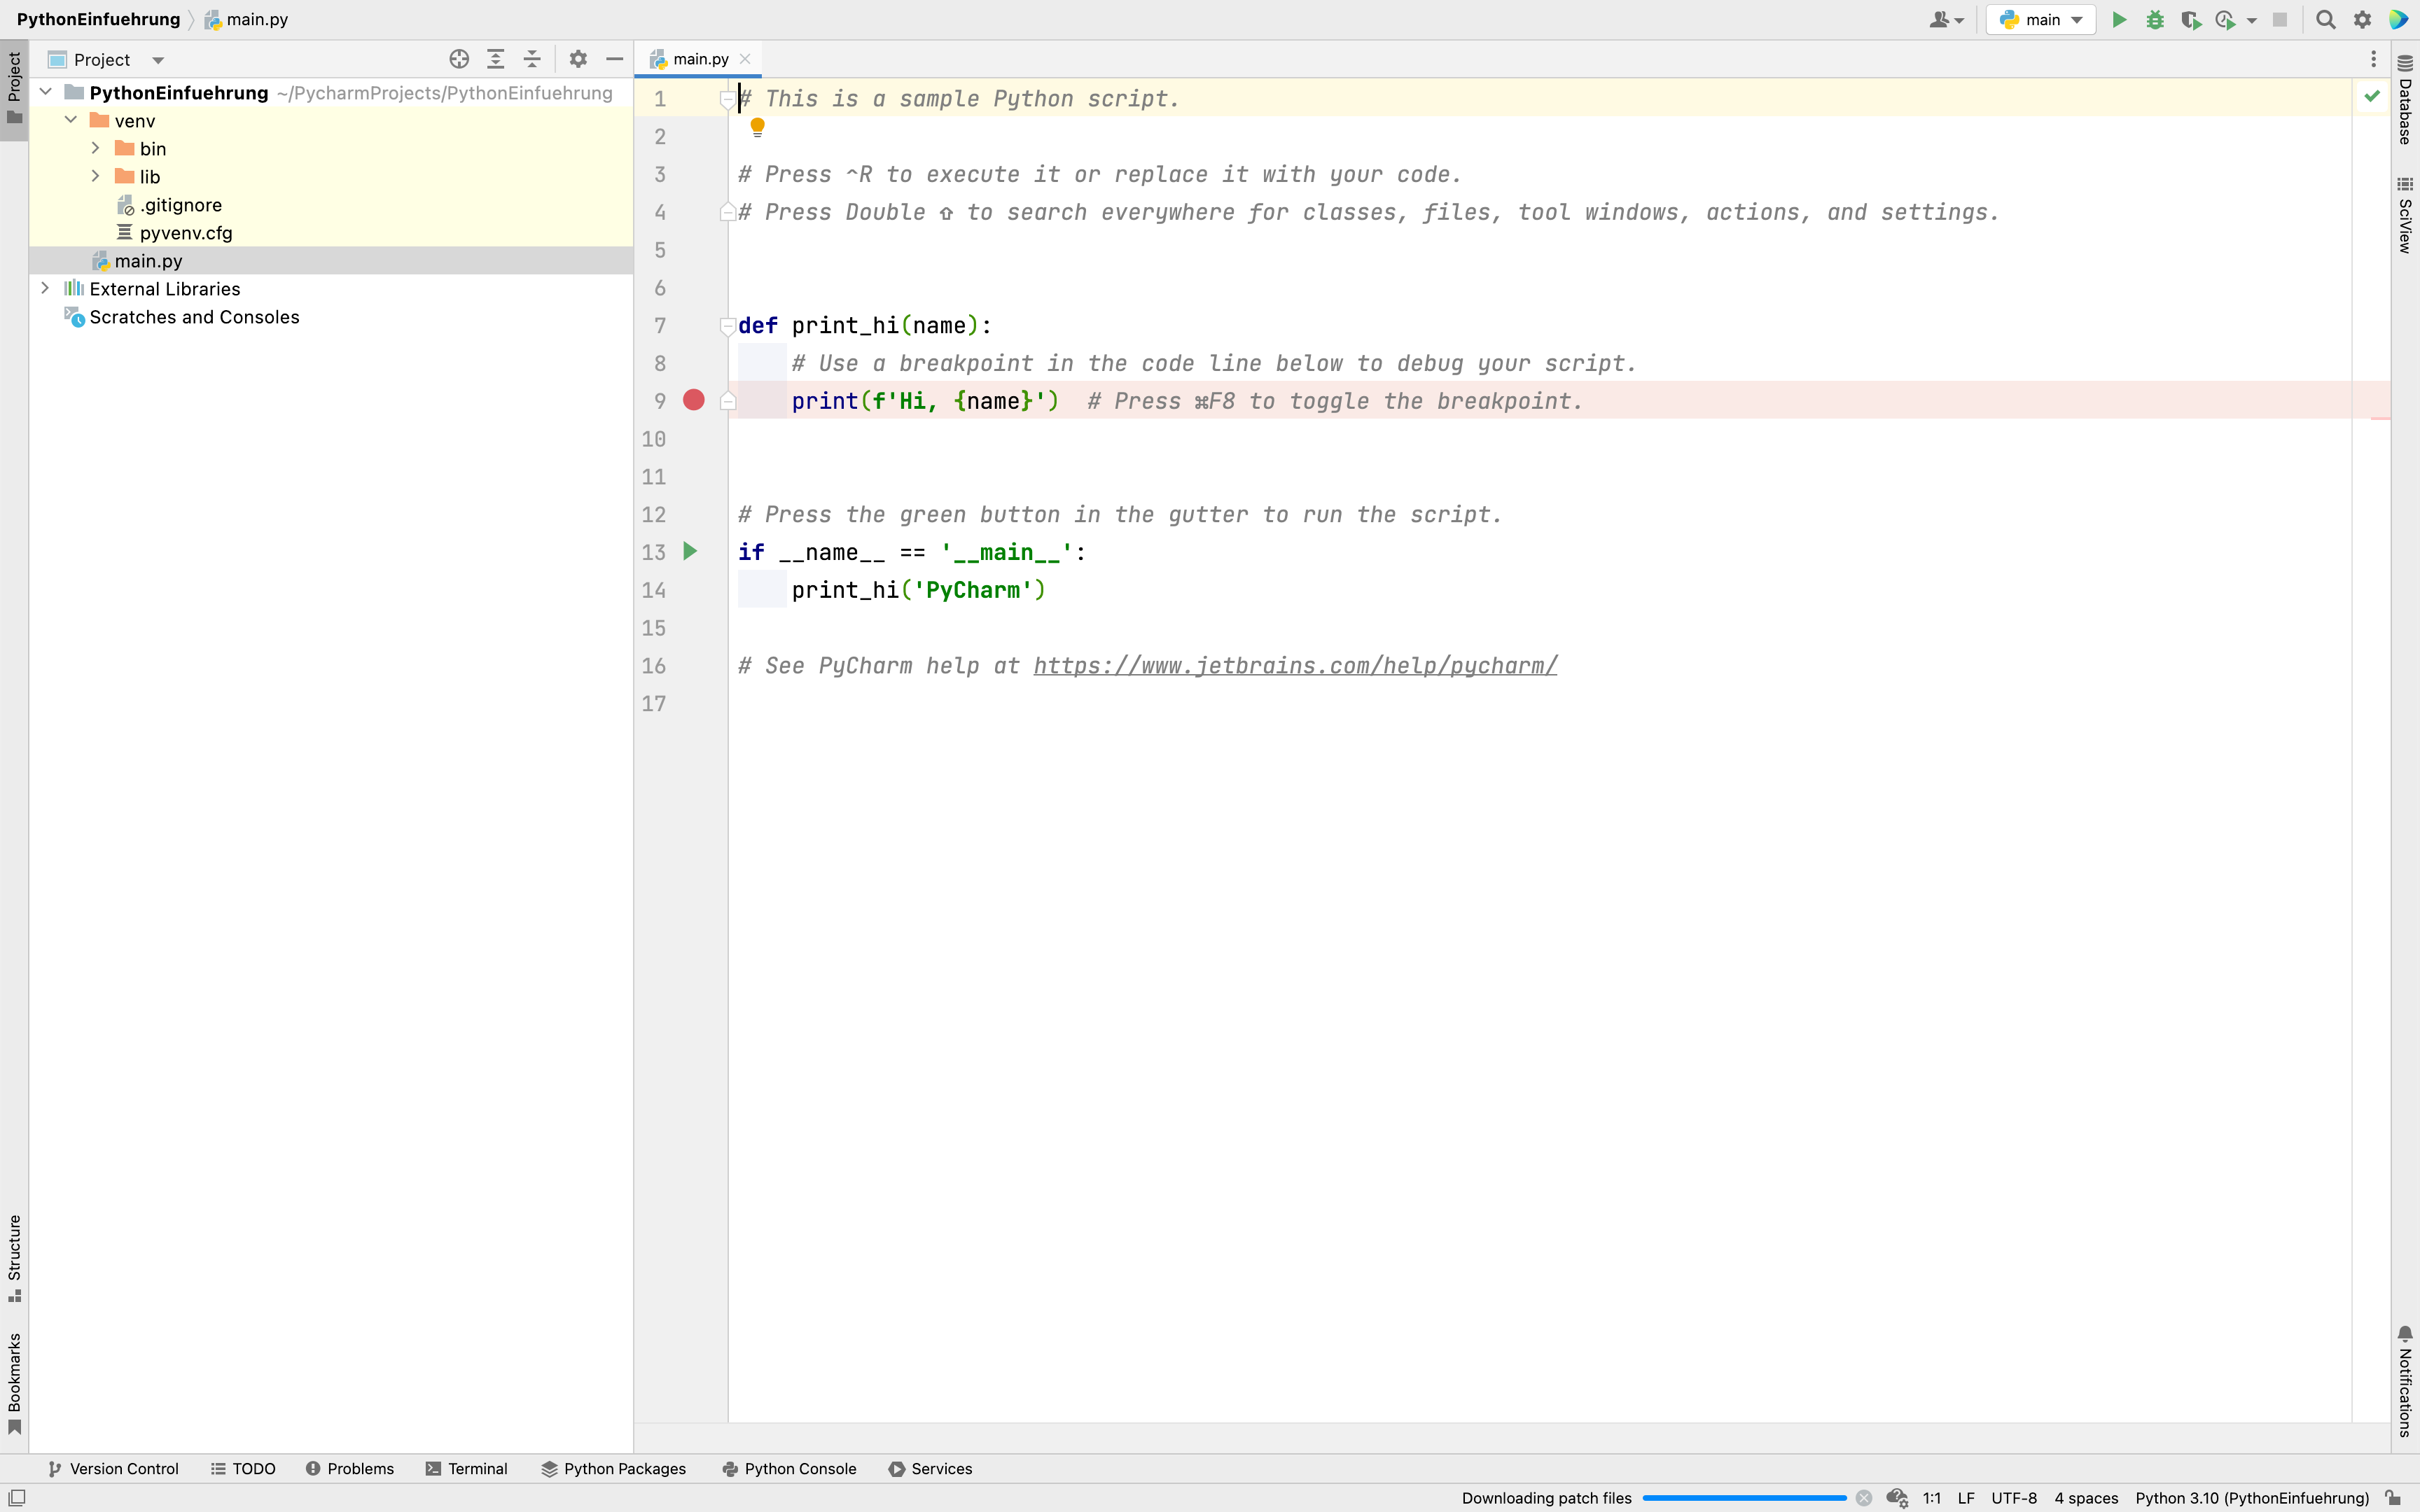 PythonEinfuehrung main.py
main
Project
Project
main.py
PythonEinfuehrung ~/PycharmProjects/PythonEinfuehrung
venv
bin
lib
.gitignore
pyvenv.cfg
main.py
External Libraries
Scratches and Consoles
1 # This is a sample Python script.
2
3 # Press ^R to execute it or replace it with your code.
4 # Press Double ⇧ to search everywhere for classes, files, tool windows, actions, and settings.
5
6
7 def print_hi(name):
8 # Use a breakpoint in the code line below to debug your script.
9 print(f'Hi, {name}') # Press ⌘F8 to toggle the breakpoint.
10
11
12 # Press the green button in the gutter to run the script.
13 if __name__ == '__main__':
14 print_hi('PyCharm')
15
16 # See PyCharm help at https://www.jetbrains.com/help/pycharm/
17
Database
SciView
Structure
Bookmarks
Notifications
Version Control TODO Problems Terminal Python Packages Python Console Services
Downloading patch files 1:1 LF UTF-8 4 spaces Python 3.10 (PythonEinfuehrung)